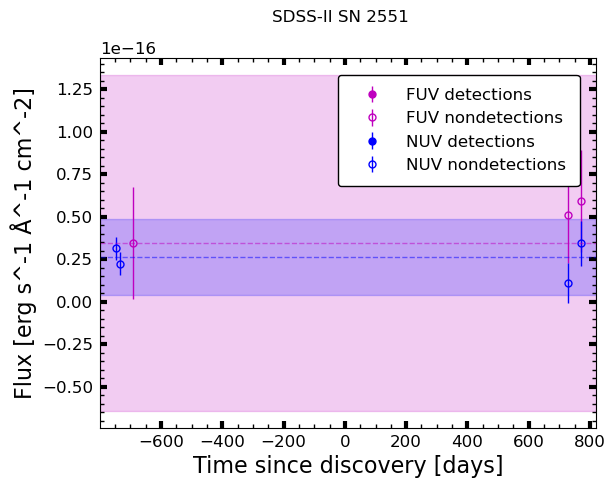 SDSS-II SN 2551
1e−16
FUV detections
FUV nondetections
NUV detections
NUV nondetections
1.25
1.00
0.75
0.50
0.25
0.00
−0.25
−0.50
Flux [erg s^-1 Å^-1 cm^-2]
−600 −400 −200 0 200 400 600 800
Time since discovery [days]